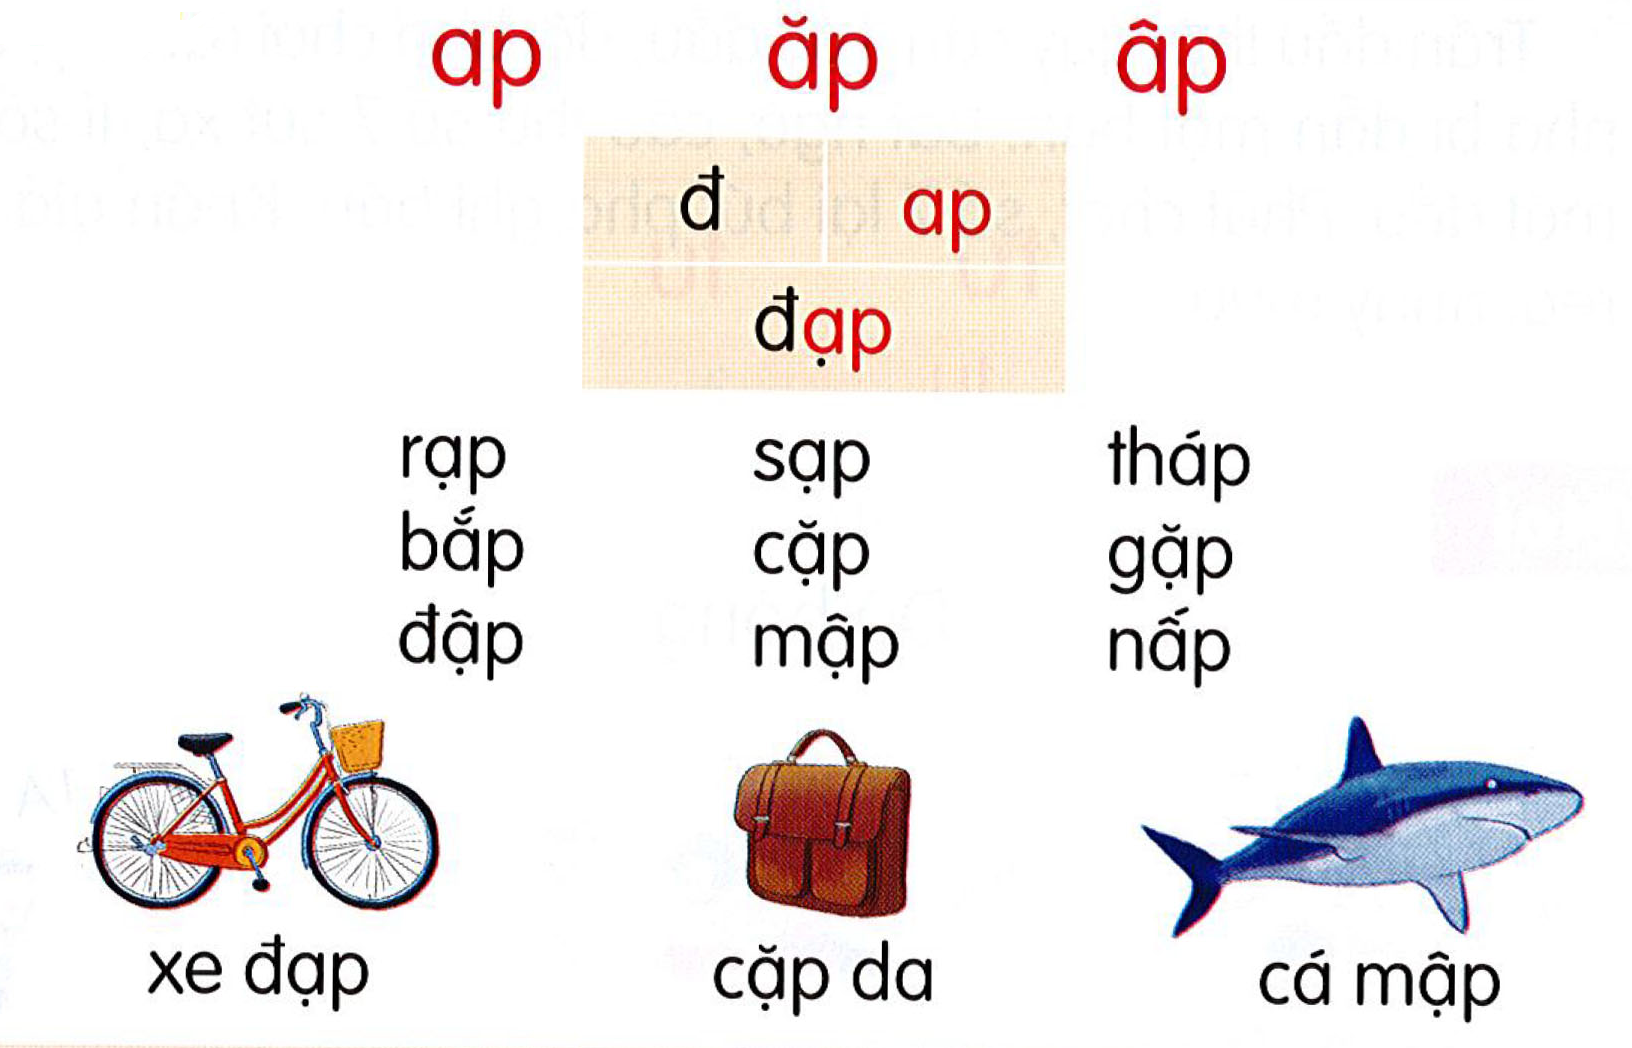 ap ăp âp
đ ap
đạp
rạp sạp tháp
bắp cặp gặp
đập mập nấp
xe đạp cặp da cá mập